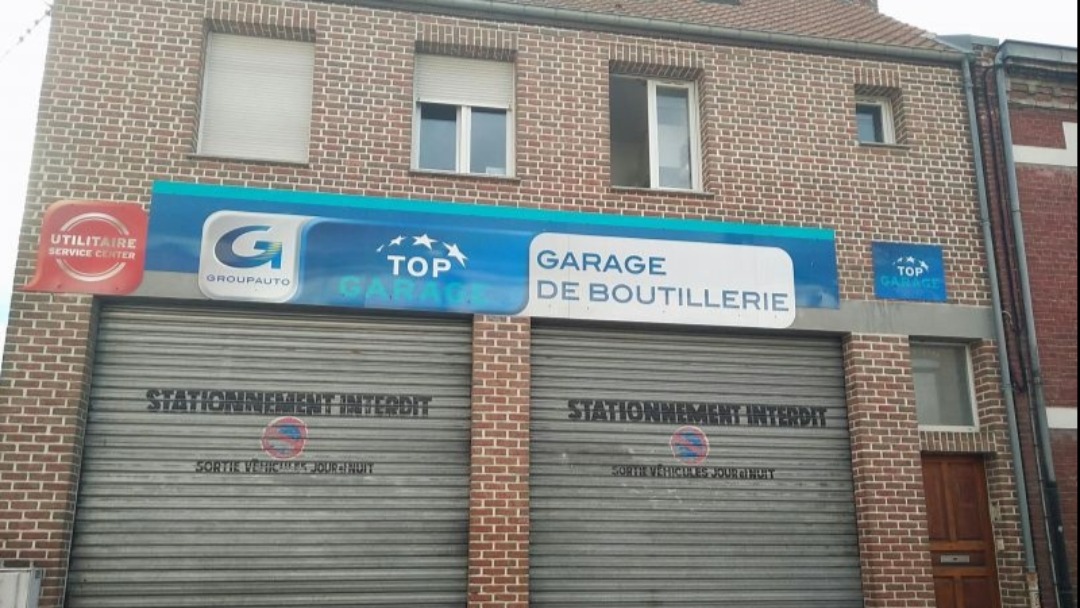 UTILITAIRE
SERVICE CENTER
G
GROUPAUTO
TOP
GARAGE
GARAGE
DE BOUTILLERIE
TOP
GARAGE
STATIONNEMENT INTERDIT
SORTIE VÉHICULES JOUR et NUIT
STATIONNEMENT INTERDIT
SORTIE VÉHICULES JOUR et NUIT